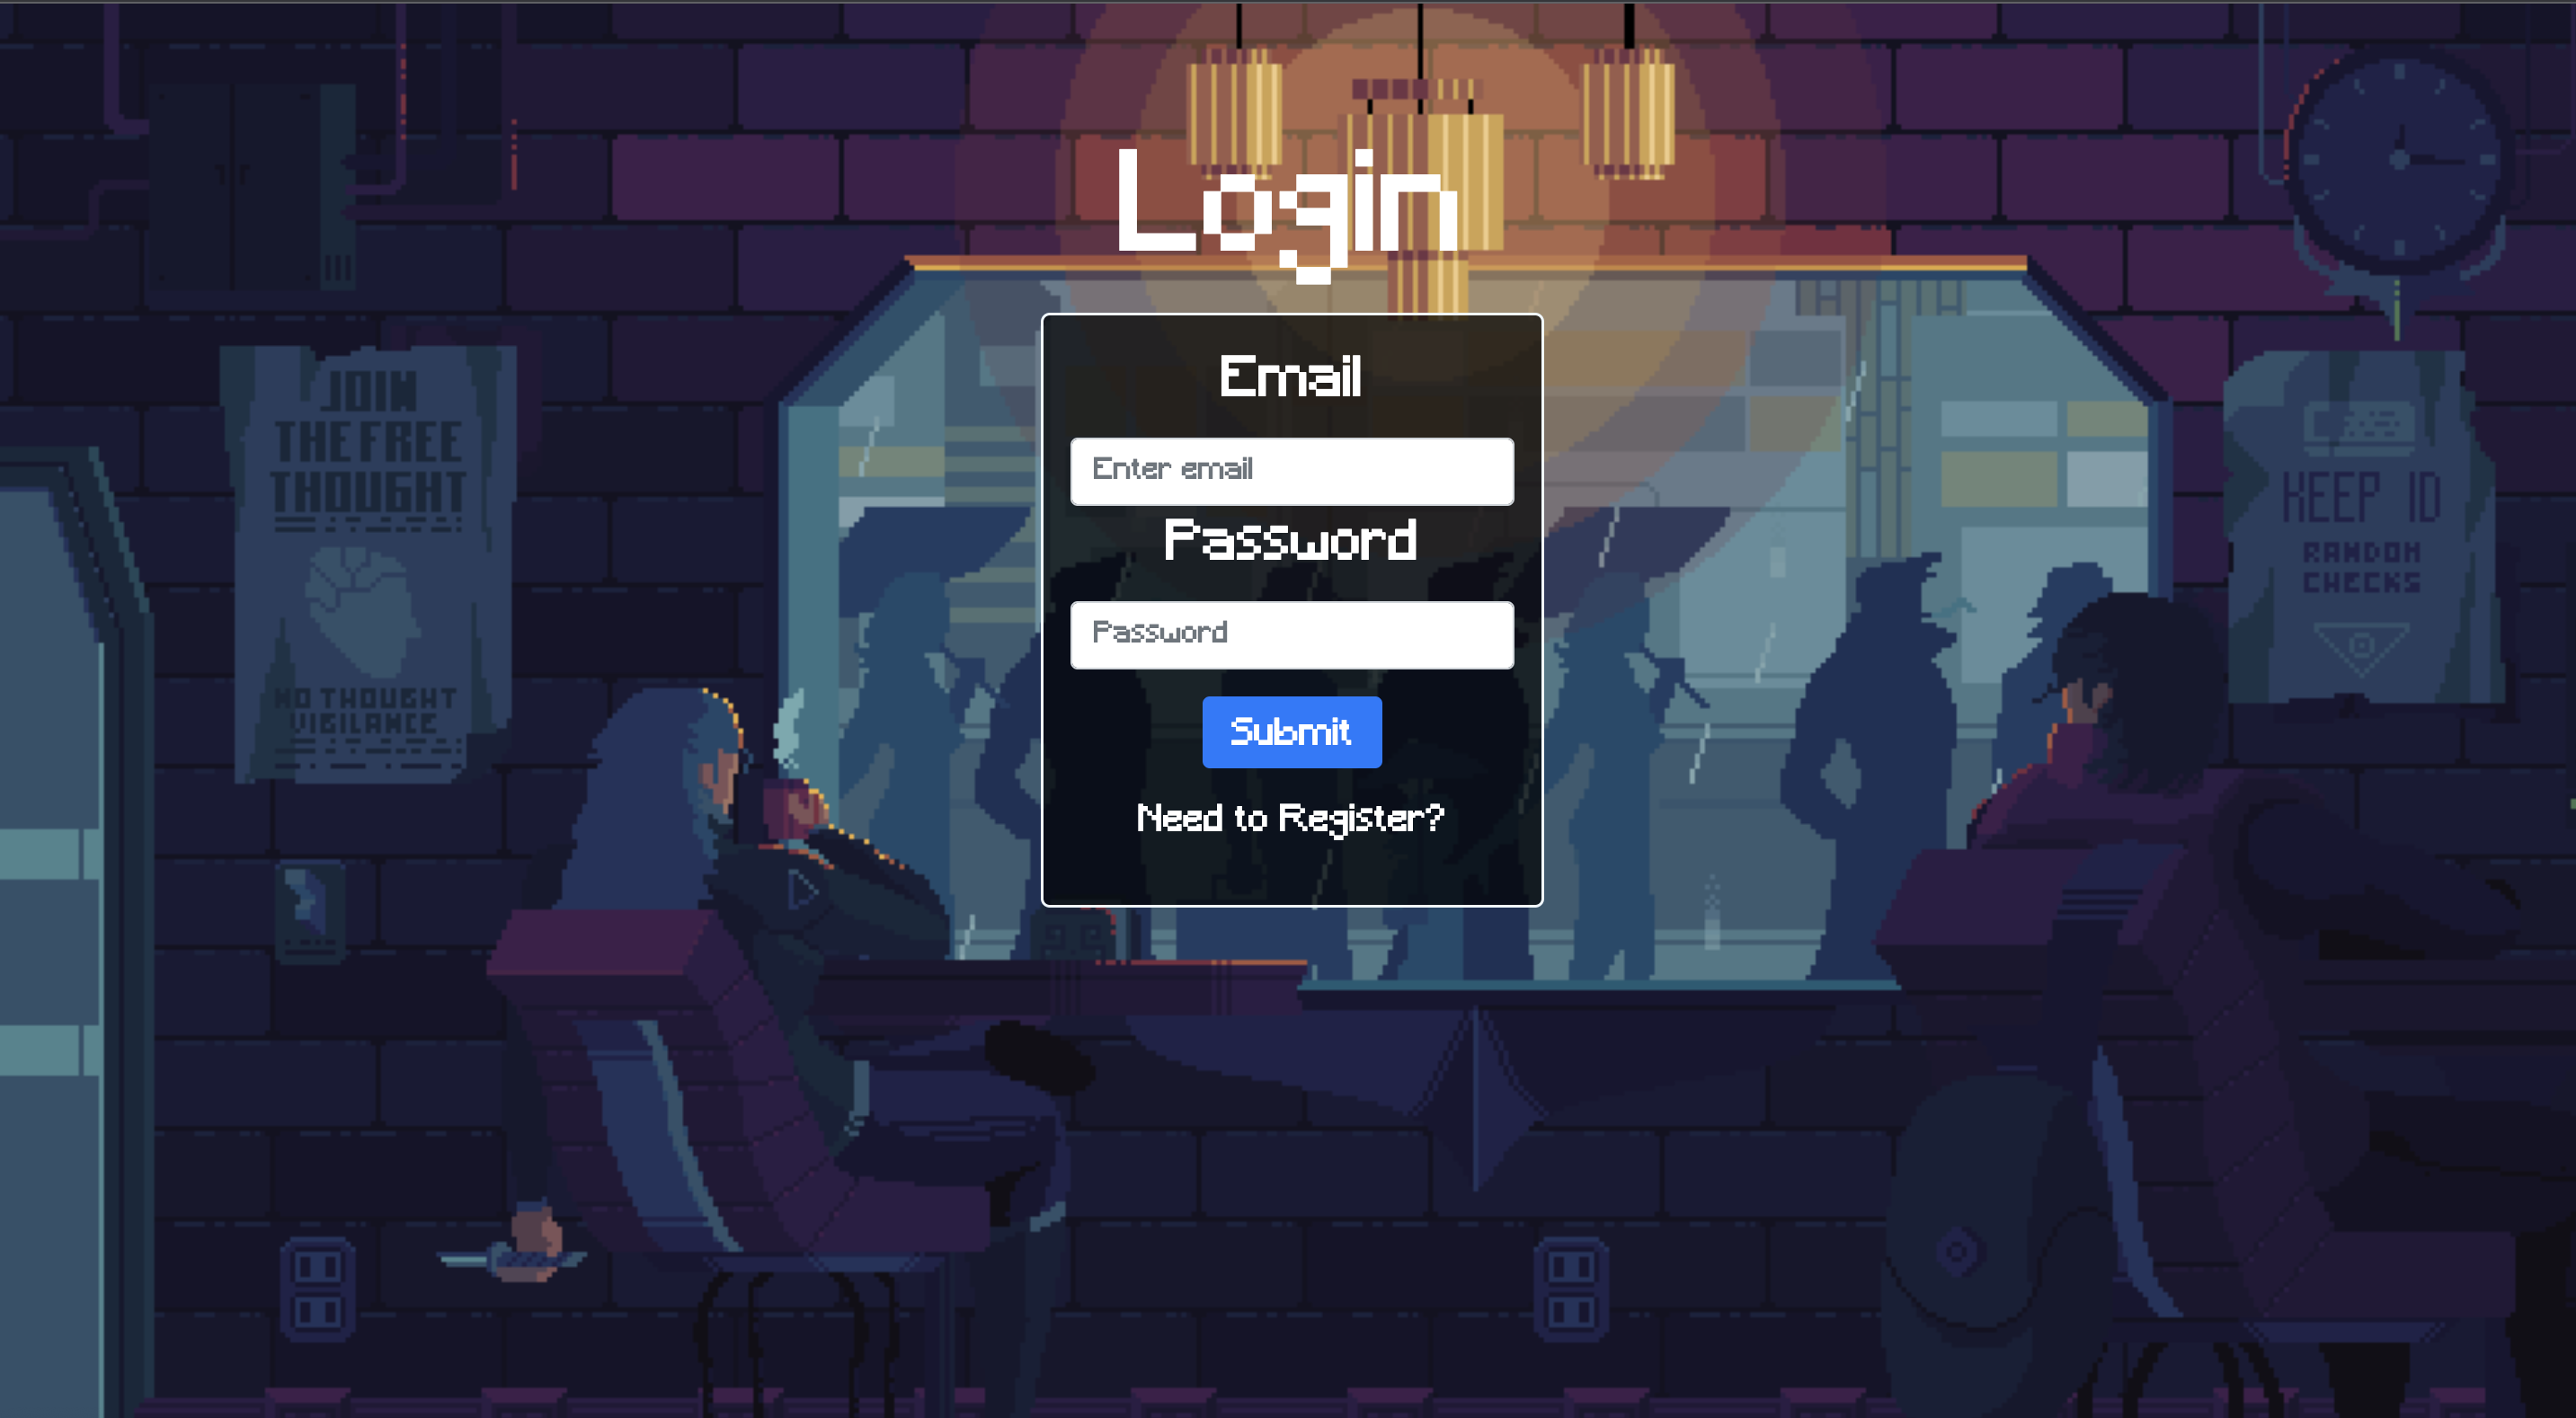 Login
Email
Enter email
Password
Password
Submit
Need to Register?
JOIN
THE FREE
THOUGHT
NO THOUGHT
VIGILANCE
KEEP ID
RANDOM
CHECKS